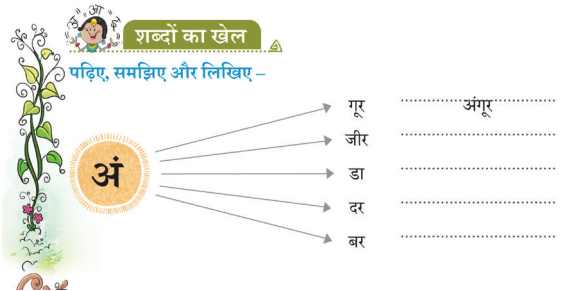 अ आ इ
शब्दों का खेल
पढ़िए, समझिए और लिखिए –
अं
गूर अंगूर
जीर
डा
दर
बर